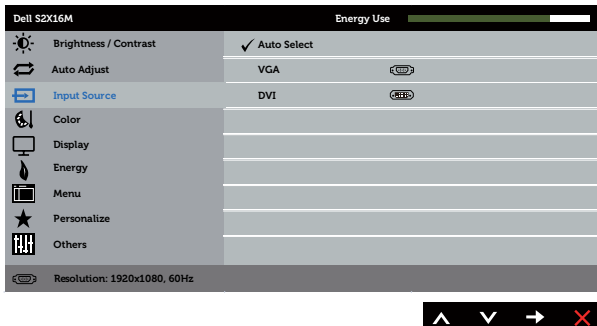 Dell S2X16M Energy Use
Brightness / Contrast Auto Select
Auto Adjust VGA
Input Source DVI
Color
Display
Energy
Menu
Personalize
Others
Resolution: 1920x1080, 60Hz